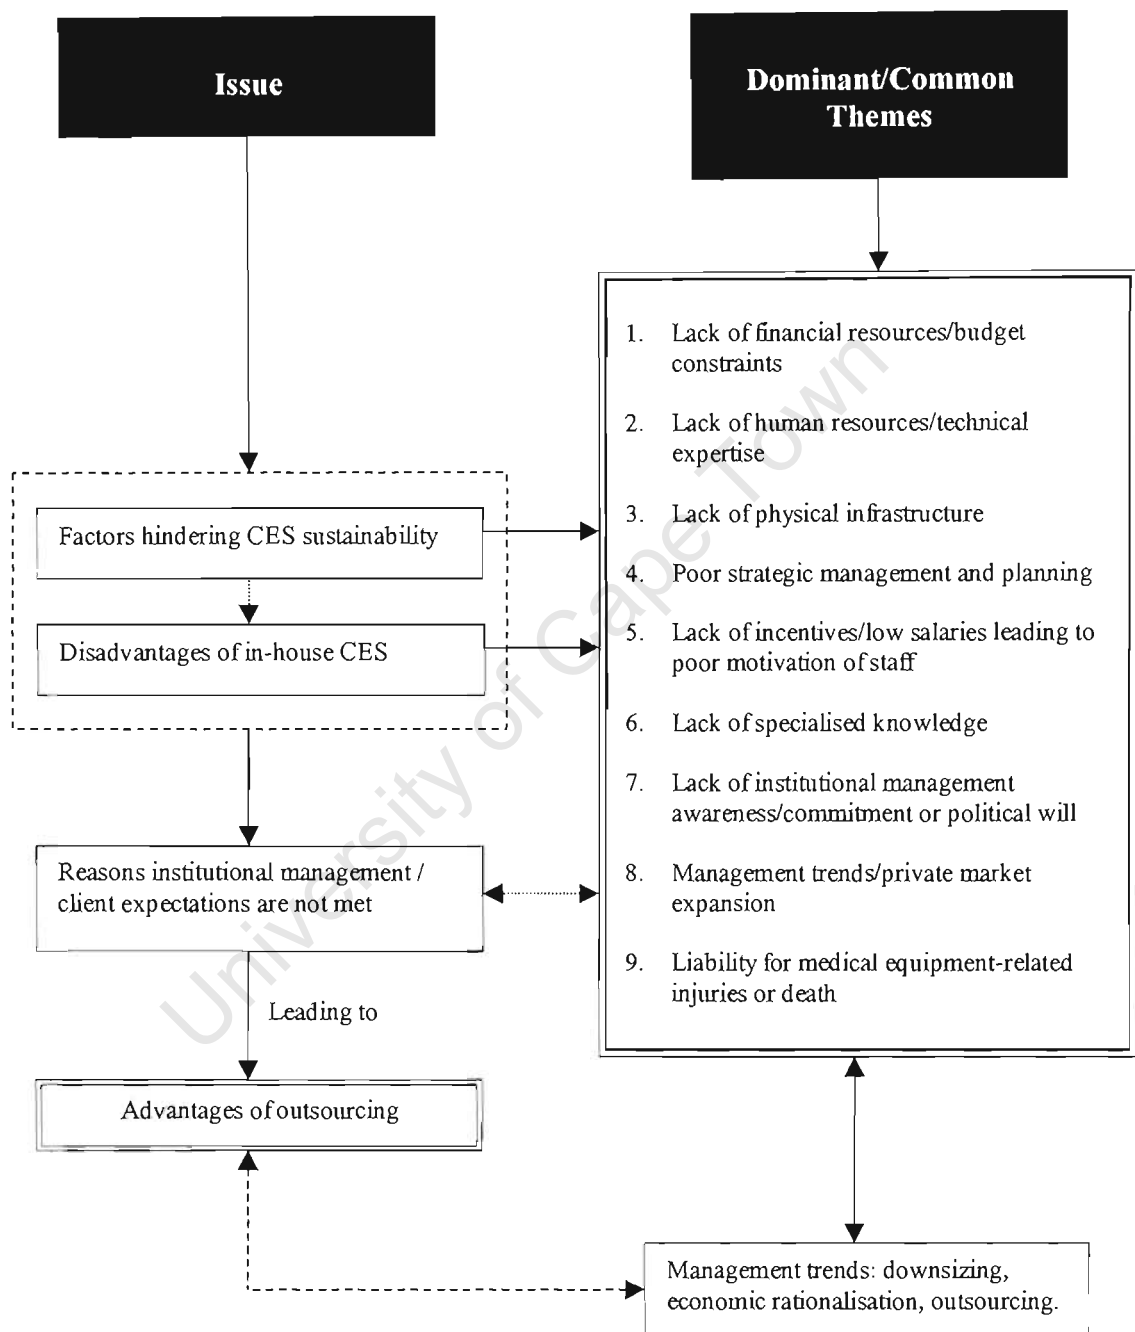 Issue
Dominant/Common
Themes
Factors hindering CES sustainability
Disadvantages of in-house CES
Reasons institutional management /
client expectations are not met
Leading to
Advantages of outsourcing
1. Lack of financial resources/budget
constraints
2. Lack of human resources/technical
expertise
3. Lack of physical infrastructure
4. Poor strategic management and planning
5. Lack of incentives/low salaries leading to
poor motivation of staff
6. Lack of specialised knowledge
7. Lack of institutional management
awareness/commitment or political will
8. Management trends/private market
expansion
9. Liability for medical equipment-related
injuries or death
Management trends: downsizing,
economic rationalisation, outsourcing.
University of Cape Town